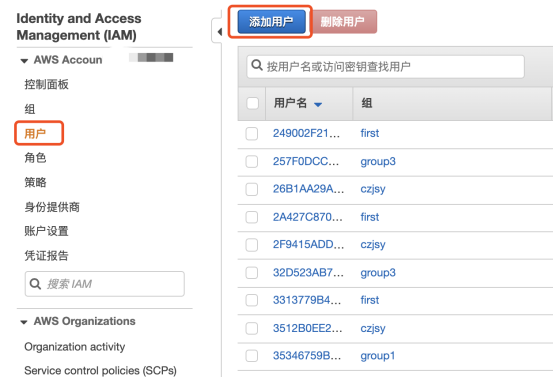 Identity and Access
Management (IAM)
AWS Accoun
控制面板
组
用户
角色
策略
身份提供商
账户设置
凭证报告
搜索 IAM
AWS Organizations
Organization activity
Service control policies (SCPs)
添加用户 删除用户
按用户名或访问密钥查找用户
用户名 组
249002F21... first
257F0DCC... group3
26B1AA29A... czjsy
2A427C870... first
2F9415ADD... czjsy
32D523AB7... group3
3313779B4... first
3512B0EE2... czjsy
35346759B... group1